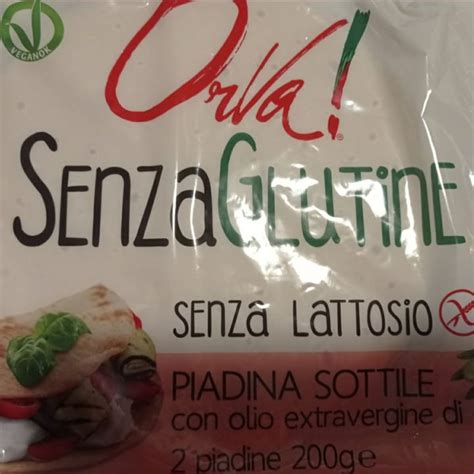 VEGANOK
OrVa!
SENZAGLUTINE
SENZA LATTOSIO
PIADINA SOTTILE
con olio extravergine di
2 piadine 200g e